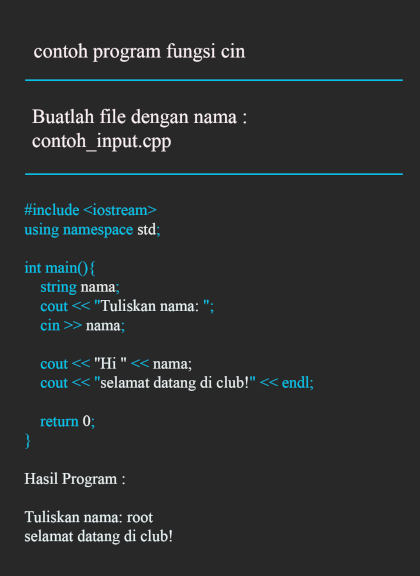 contoh program fungsi cin
Buatlah file dengan nama :
contoh_input.cpp
#include <iostream>
using namespace std;
int main(){
string nama;
cout << "Tuliskan nama: ";
cin >> nama;
cout << "Hi " << nama;
cout << "selamat datang di club!" << endl;
return 0;
}
Hasil Program :
Tuliskan nama: root
selamat datang di club!